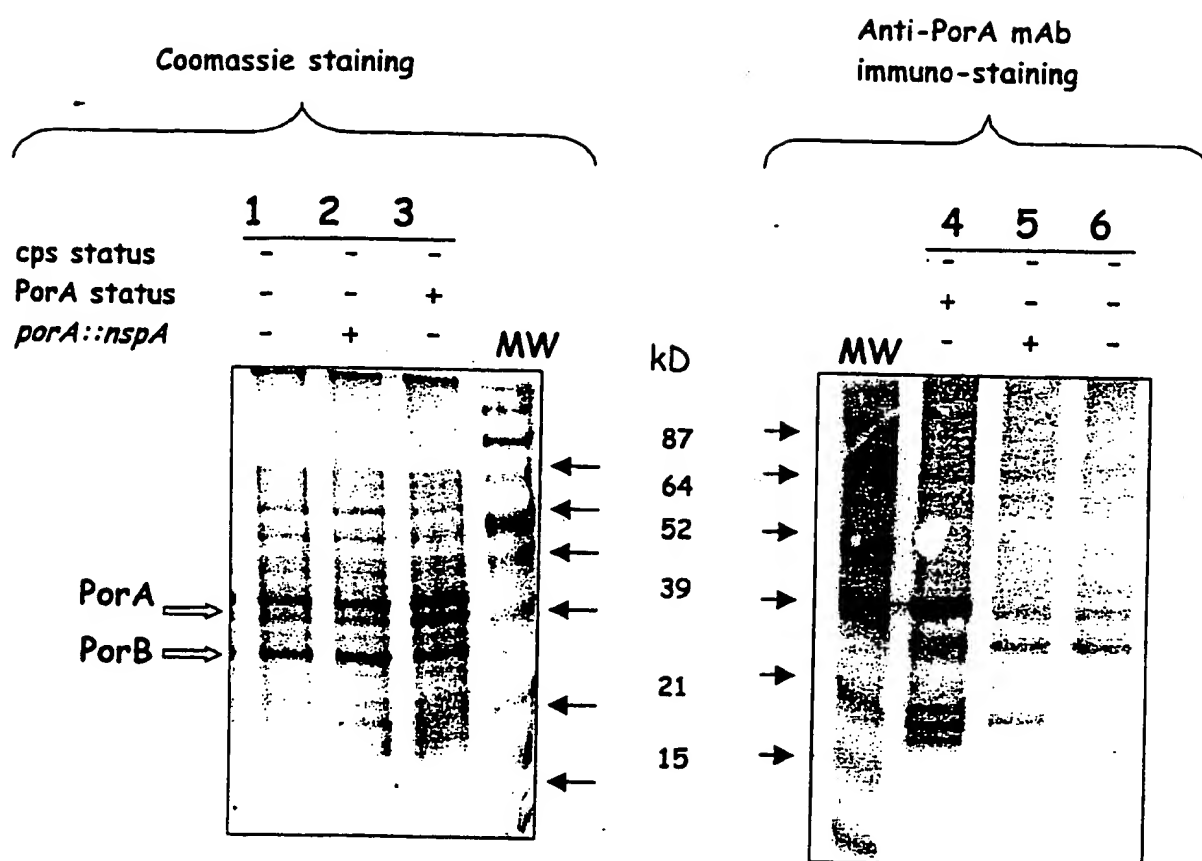 Coomassie staining
Anti-PorA mAb
immuno-staining
1 2 3
cps status - - -
PorA status - - +
porA::nspA - + -
MW
kD
87
64
52
39
21
15
PorA
PorB
4 5 6
- - -
+ - -
- + -
MW